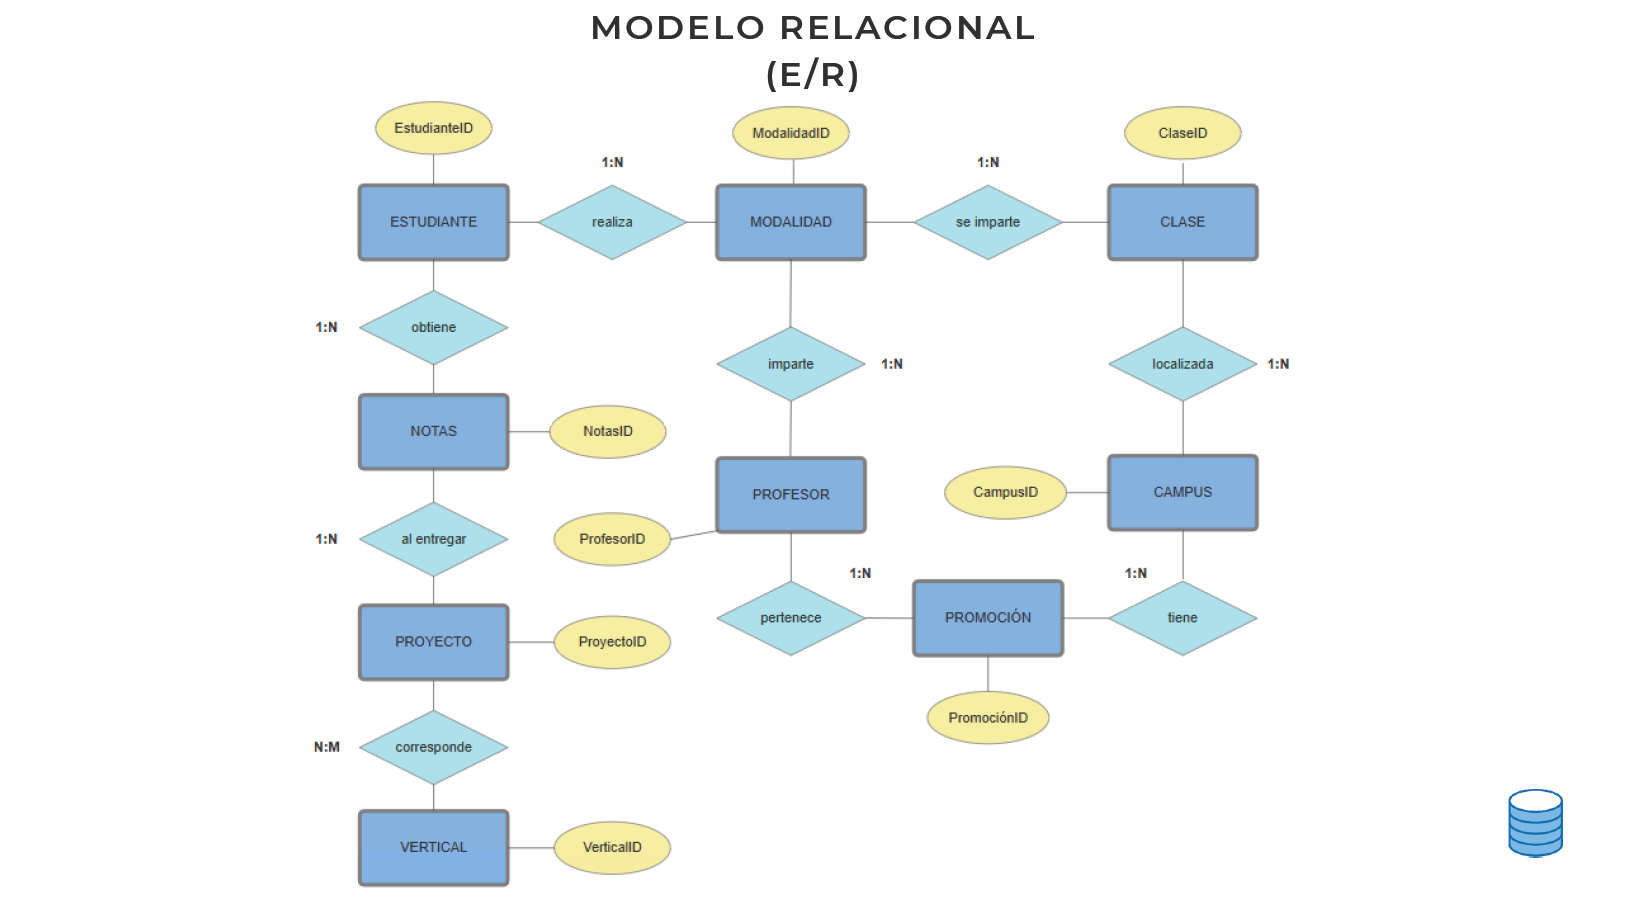 MODELO RELACIONAL
(E/R)
EstudianteID
ModalidadID
ClaseID
1:N
1:N
ESTUDIANTE
realiza
MODALIDAD
se imparte
CLASE
1:N
obtiene
imparte
1:N
localizada
1:N
NOTAS
NotasID
PROFESOR
CampusID
CAMPUS
1:N
al entregar
ProfesorID
1:N
1:N
pertenece
PROMOCIÓN
tiene
PROYECTO
ProyectoID
PromociónID
N:M
corresponde
VERTICAL
VerticalID